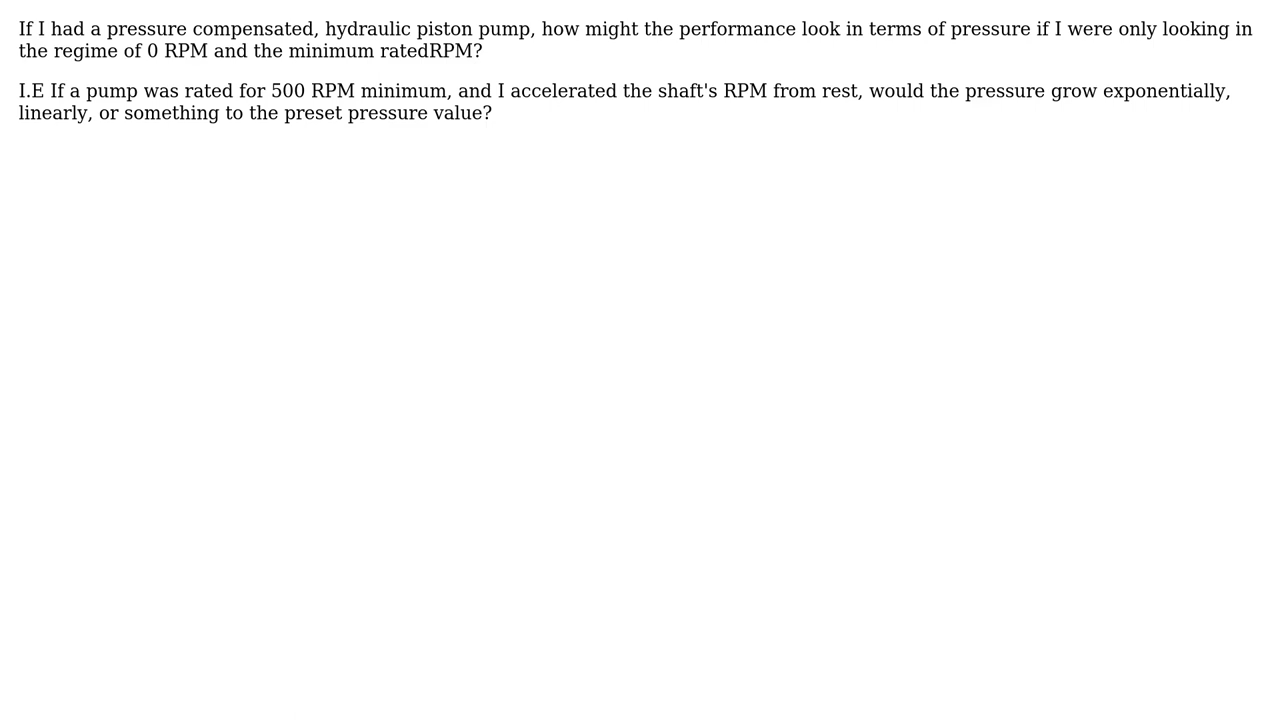 If I had a pressure compensated, hydraulic piston pump, how might the performance look in terms of pressure if I were only looking in
the regime of 0 RPM and the minimum ratedRPM?
I.E If a pump was rated for 500 RPM minimum, and I accelerated the shaft's RPM from rest, would the pressure grow exponentially,
linearly, or something to the preset pressure value?